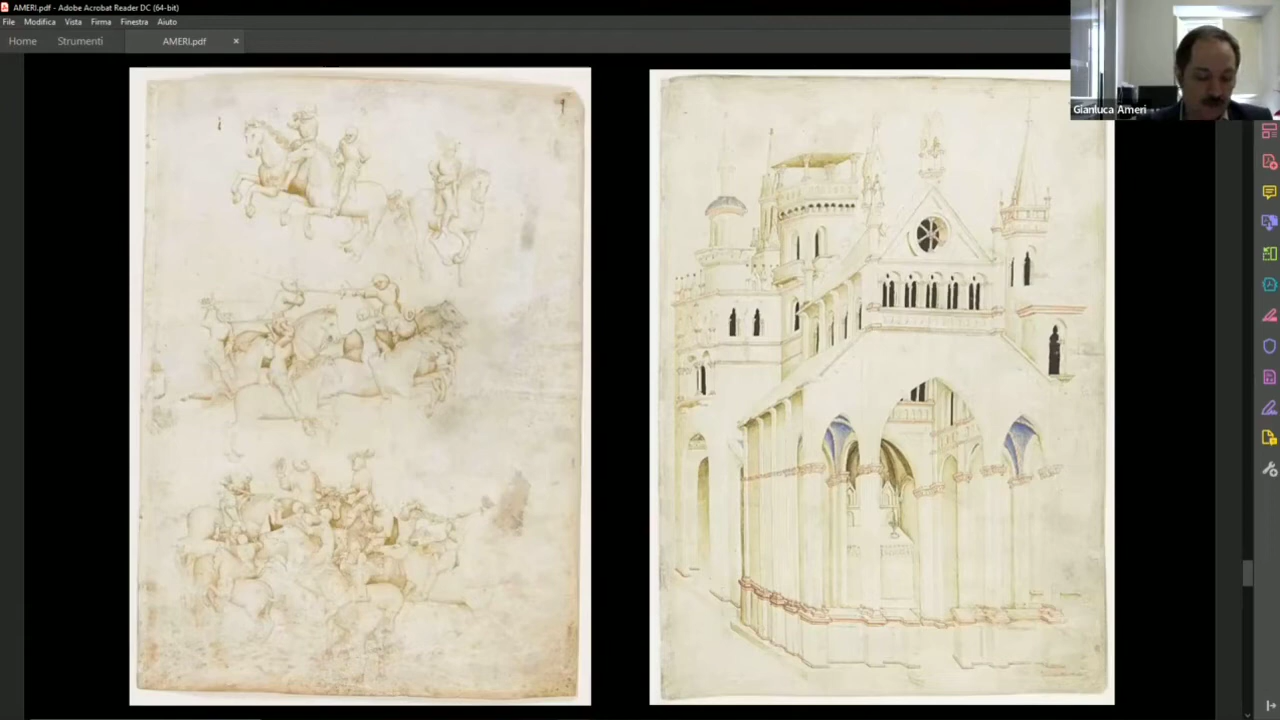 AMERI.pdf - Adobe Acrobat Reader DC (64-bit)
File Modifica Vista Firma Finestra Aiuto
Home Strumenti AMERI.pdf ×
Gianluca Ameri